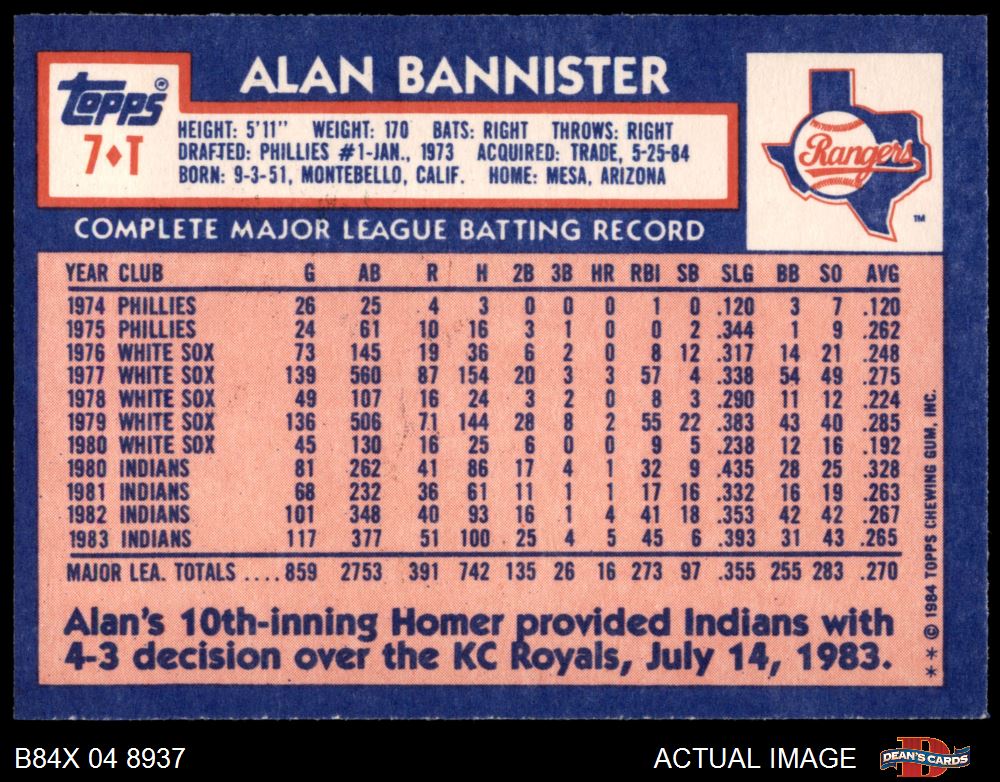 ALAN BANNISTER
Topps®
7♦T
HEIGHT: 5'11" WEIGHT: 170 BATS: RIGHT THROWS: RIGHT
DRAFTED: PHILLIES #1-JAN., 1973 ACQUIRED: TRADE, 5-25-84
BORN: 9-3-51, MONTEBELLO, CALIF. HOME: MESA, ARIZONA
Rangers
TM
COMPLETE MAJOR LEAGUE BATTING RECORD
YEAR CLUB G AB R H 2B 3B HR RBI SB SLG BB SO AVG
1974 PHILLIES 26 25 4 3 0 0 0 1 0 .120 3 7 .120
1975 PHILLIES 24 61 10 16 3 1 0 0 2 .344 1 9 .262
1976 WHITE SOX 73 145 19 36 6 2 0 8 12 .317 14 21 .248
1977 WHITE SOX 139 560 87 154 20 3 3 57 4 .338 54 49 .275
1978 WHITE SOX 49 107 16 24 3 2 0 8 3 .290 11 12 .224
1979 WHITE SOX 136 506 71 144 28 8 2 55 22 .383 43 40 .285
1980 WHITE SOX 45 130 16 25 6 0 0 9 5 .238 12 16 .192
1980 INDIANS 81 262 41 86 17 4 1 32 9 .435 28 25 .328
1981 INDIANS 68 232 36 61 11 1 1 17 16 .332 16 19 .263
1982 INDIANS 101 348 40 93 16 1 4 41 18 .353 42 42 .267
1983 INDIANS 117 377 51 100 25 4 5 45 6 .393 31 43 .265
MAJOR LEA. TOTALS .... 859 2753 391 742 135 26 16 273 97 .355 255 283 .270
Alan's 10th-inning Homer provided Indians with
4-3 decision over the KC Royals, July 14, 1983.
* * © 1984 TOPPS CHEWING GUM, INC.
B84X 04 8937
ACTUAL IMAGE
D
DEAN'S CARDS